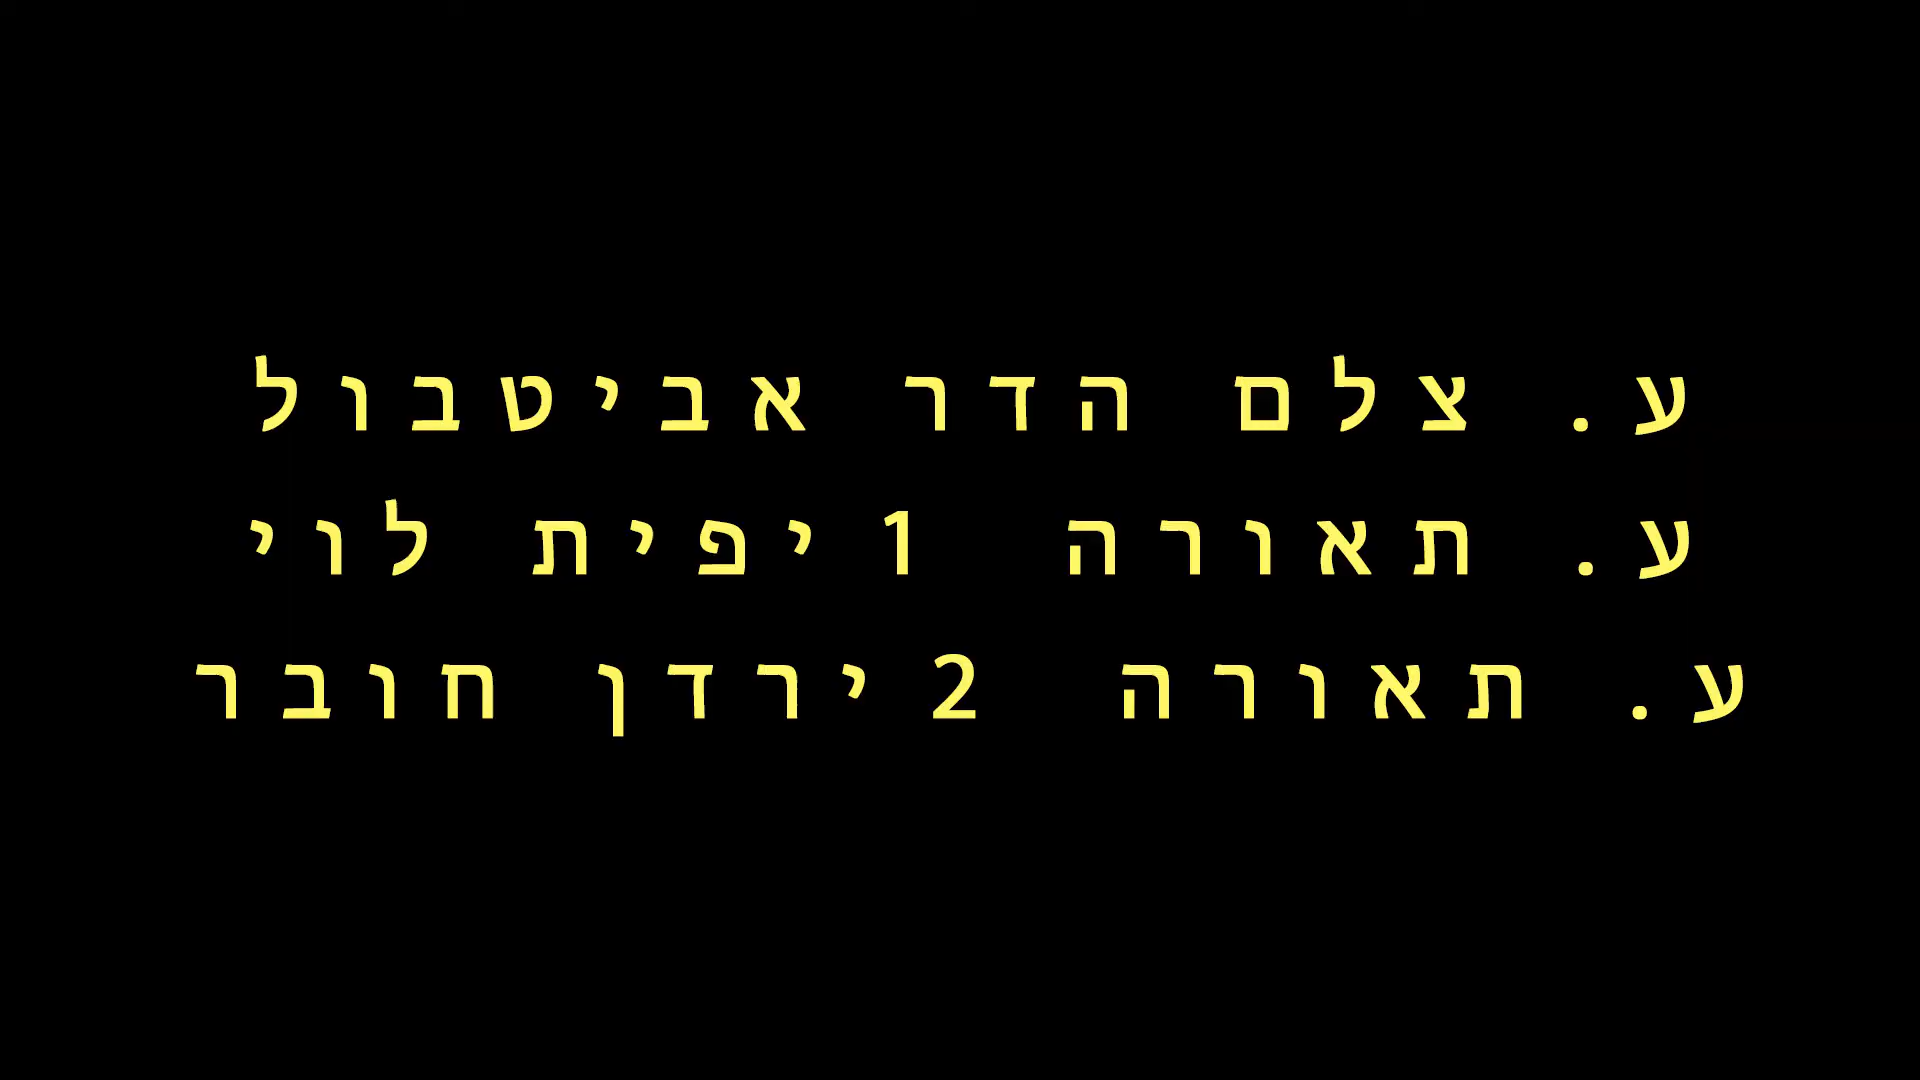 ע. צלם הדר אביטבול
ע. תאורה 1 יפית לוי
ע. תאורה 2 ירדן חובר